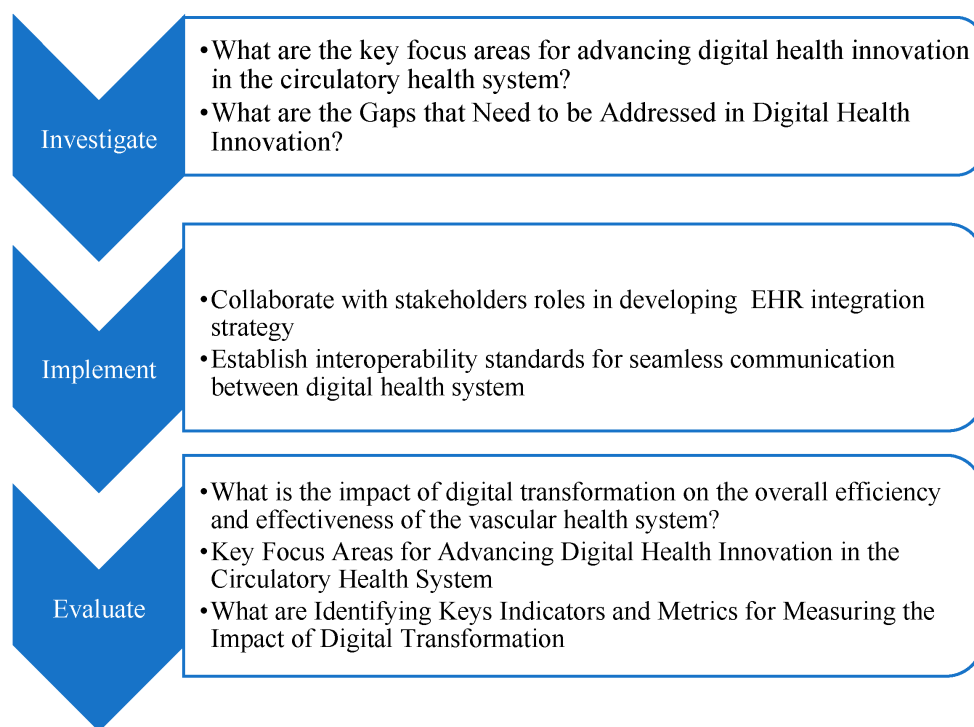 Investigate
•What are the key focus areas for advancing digital health innovation
in the circulatory health system?
•What are the Gaps that Need to be Addressed in Digital Health
Innovation?
Implement
•Collaborate with stakeholders roles in developing EHR integration
strategy
•Establish interoperability standards for seamless communication
between digital health system
Evaluate
•What is the impact of digital transformation on the overall efficiency
and effectiveness of the vascular health system?
•Key Focus Areas for Advancing Digital Health Innovation in the
Circulatory Health System
•What are Identifying Keys Indicators and Metrics for Measuring the
Impact of Digital Transformation